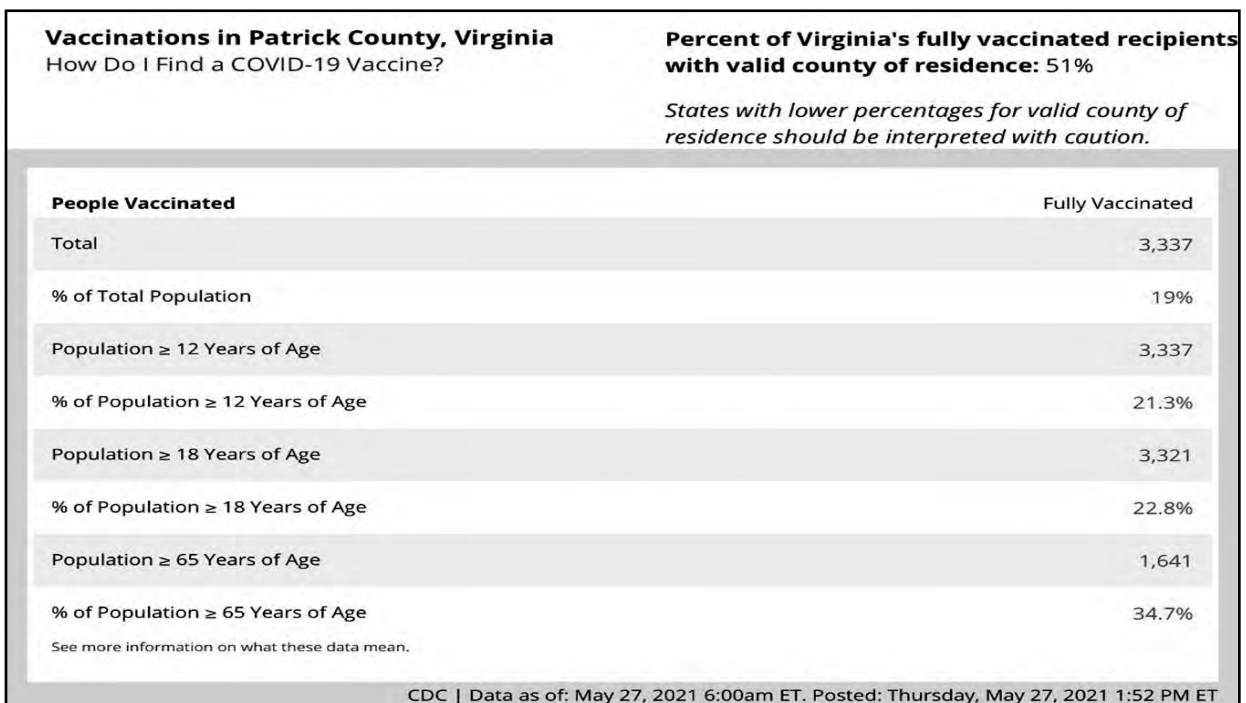 Vaccinations in Patrick County, Virginia
How Do I Find a COVID-19 Vaccine?
Percent of Virginia's fully vaccinated recipients
with valid county of residence: 51%
States with lower percentages for valid county of
residence should be interpreted with caution.
People Vaccinated Fully Vaccinated
Total 3,337
% of Total Population 19%
Population ≥ 12 Years of Age 3,337
% of Population ≥ 12 Years of Age 21.3%
Population ≥ 18 Years of Age 3,321
% of Population ≥ 18 Years of Age 22.8%
Population ≥ 65 Years of Age 1,641
% of Population ≥ 65 Years of Age 34.7%
See more information on what these data mean.
CDC | Data as of: May 27, 2021 6:00am ET. Posted: Thursday, May 27, 2021 1:52 PM ET